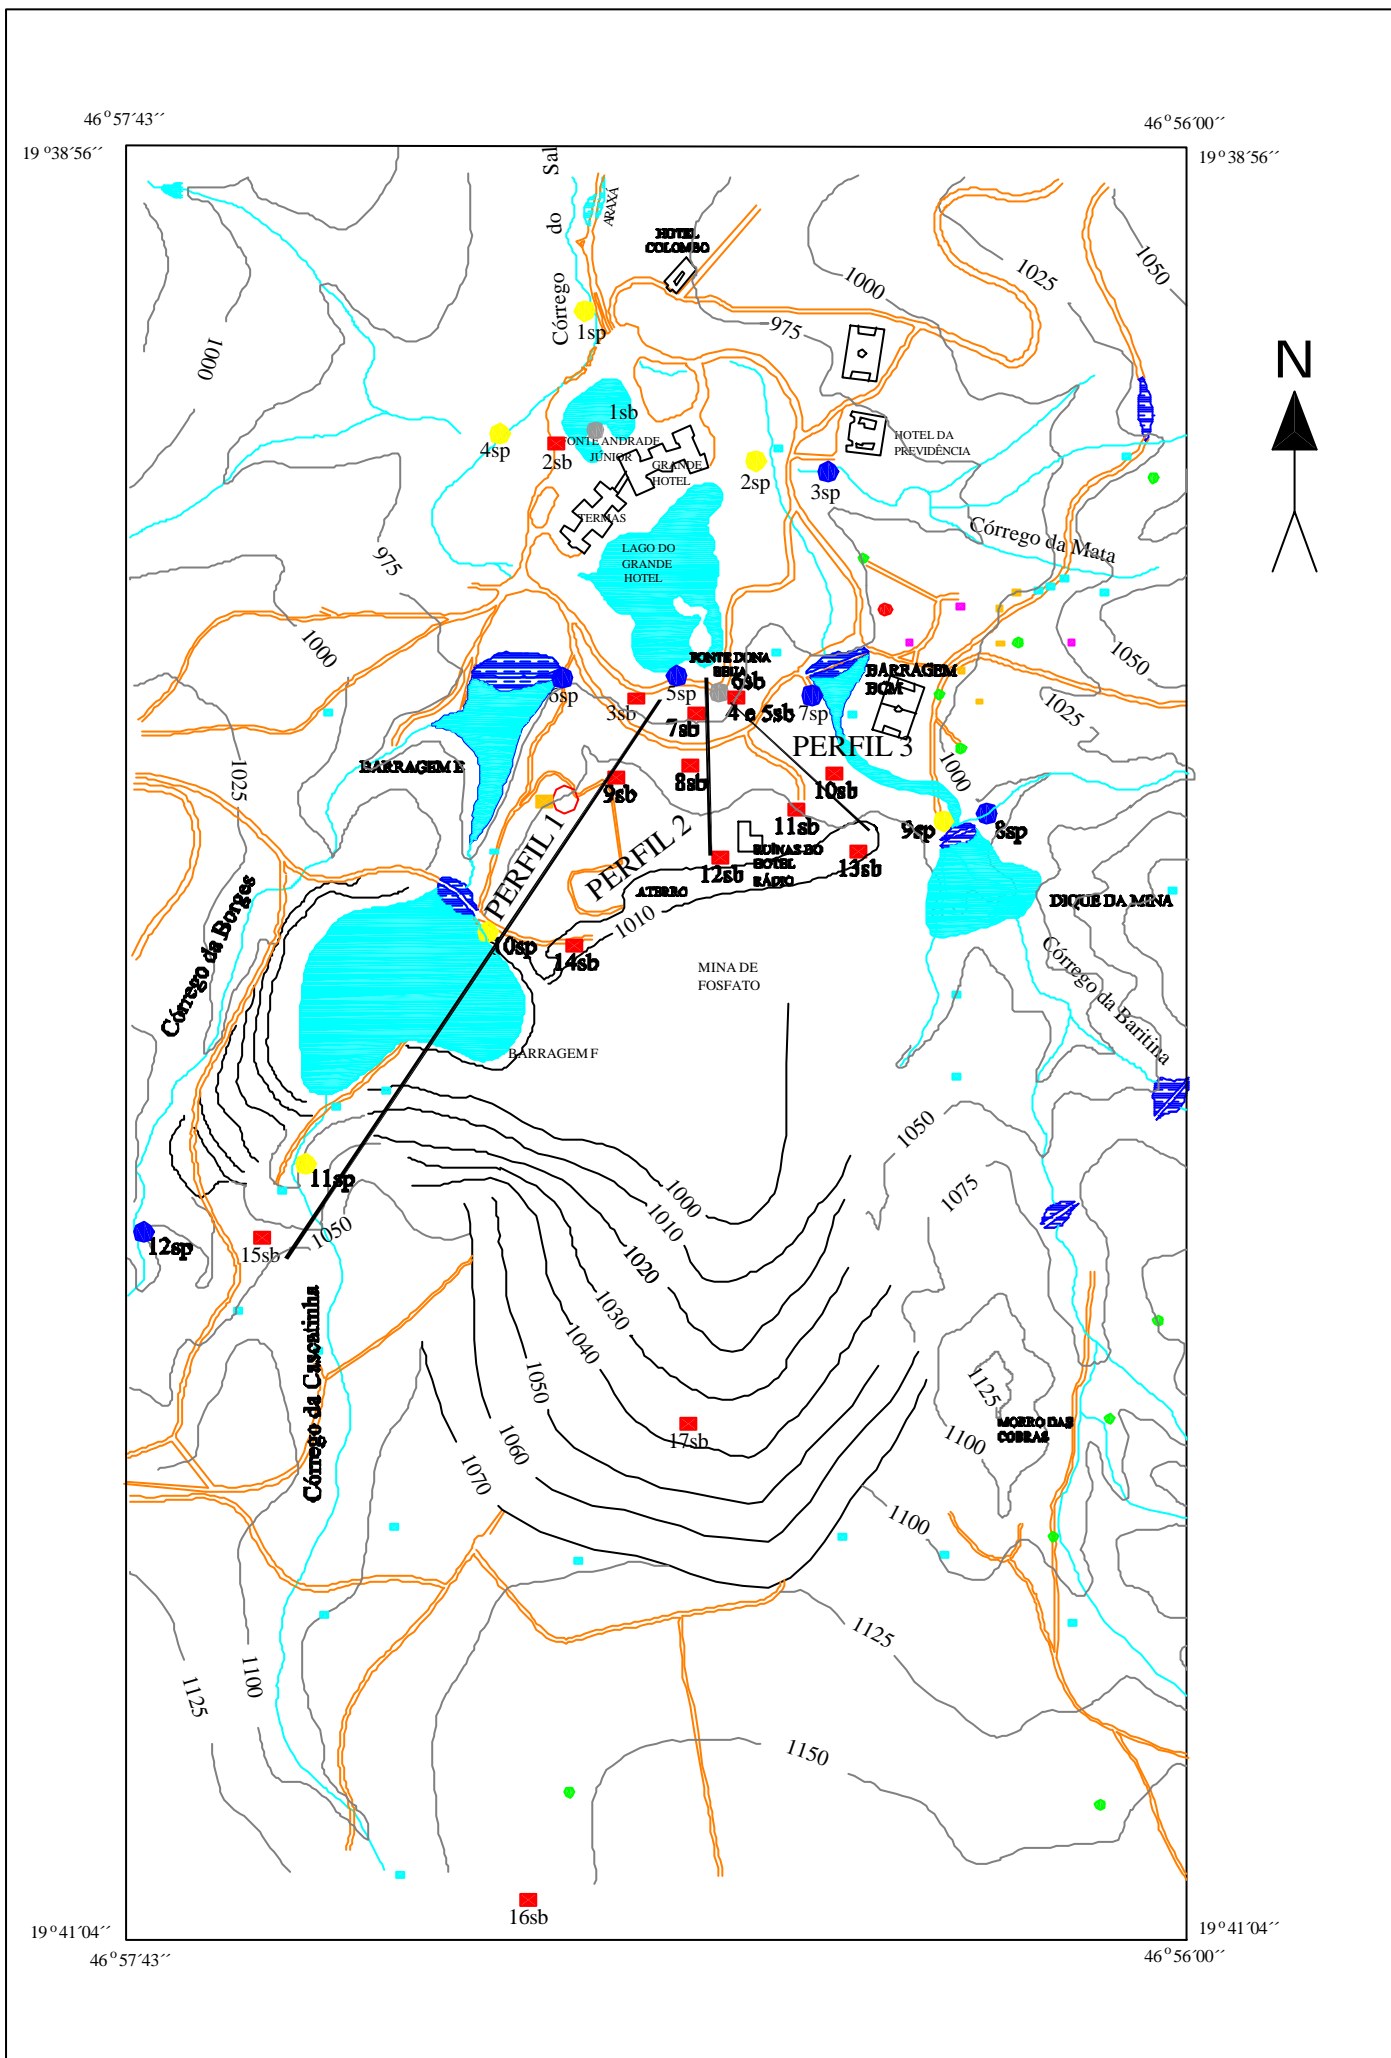 46°57´43´´
46°56´00´´
19°38´56´´
19°38´56´´
Córrego do Sal
ARAXÁ
HOTEL
COLOMBO
1050
1025
1000
975
1sp
1000
N
1sb
4sp
2sb
FONTE ANDRADE
JÚNIOR
GRANDE
HOTEL
HOTEL DA
PREVIDÊNCIA
2sp
3sp
TERMAS
Córrego da Mata
LAGO DO
GRANDE
HOTEL
975
1000
1050
FONTE DONA
BEIJA
BARRAGEM
BCM
6sp
5sp
6sb
3sb
7sb
4 e 5sb
7sp
1025
PERFIL 3
BARRAGEM E
1025
1000
9sb
8sb
10sb
11sb
9sp
8sp
PERFIL 1
PERFIL 2
RUÍNAS DO
HOTEL
RÁDIO
12sb
13sb
ATERRO
1010
DIQUE DA MINA
Córrego da Borges
10sp
14sb
MINA DE
FOSFATO
Córrego da Baritina
BARRAGEM F
1050
11sp
1075
1000
1010
12sp
15sb
1050
1020
1030
1040
1050
1060
1070
Córrego da Cascatinha
1125
17sb
1100
MORRO DAS
COBRAS
1100
1125
1100
1125
1150
16sb
19°41´04´´
19°41´04´´
46°57´43´´
46°56´00´´